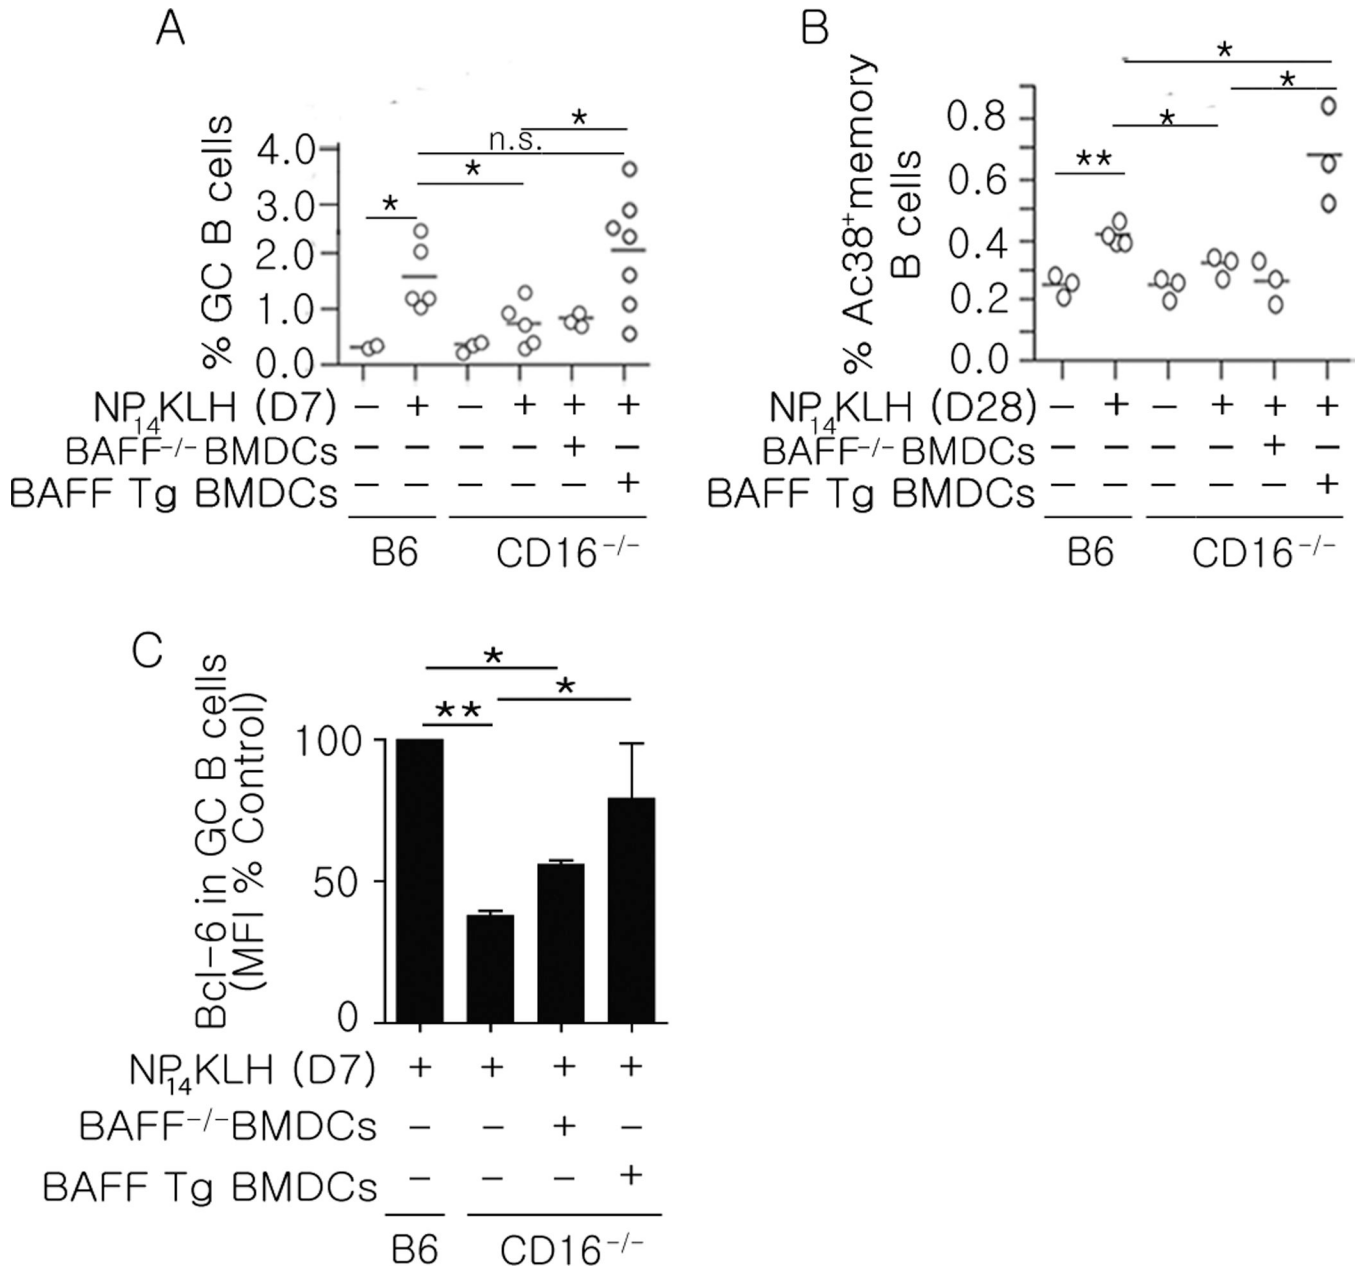 A
% GC B cells
4.0
3.0
2.0
1.0
0.0
*
*
n.s.
*
NP14KLH (D7) − + − + + +
BAFF−/−BMDCs − − − − + −
BAFF Tg BMDCs − − − − − +
B6 CD16−/−
B
% Ac38+memory
B cells
0.8
0.6
0.4
0.2
0.0
*
*
*
**
NP14KLH (D28) − + − + + +
BAFF−/−BMDCs − − − − + −
BAFF Tg BMDCs − − − − − +
B6 CD16−/−
C
Bcl-6 in GC B cells
(MFI % Control)
100
50
0
*
*
**
NP14KLH (D7) + + + +
BAFF−/−BMDCs − − + −
BAFF Tg BMDCs − − − +
B6 CD16−/−